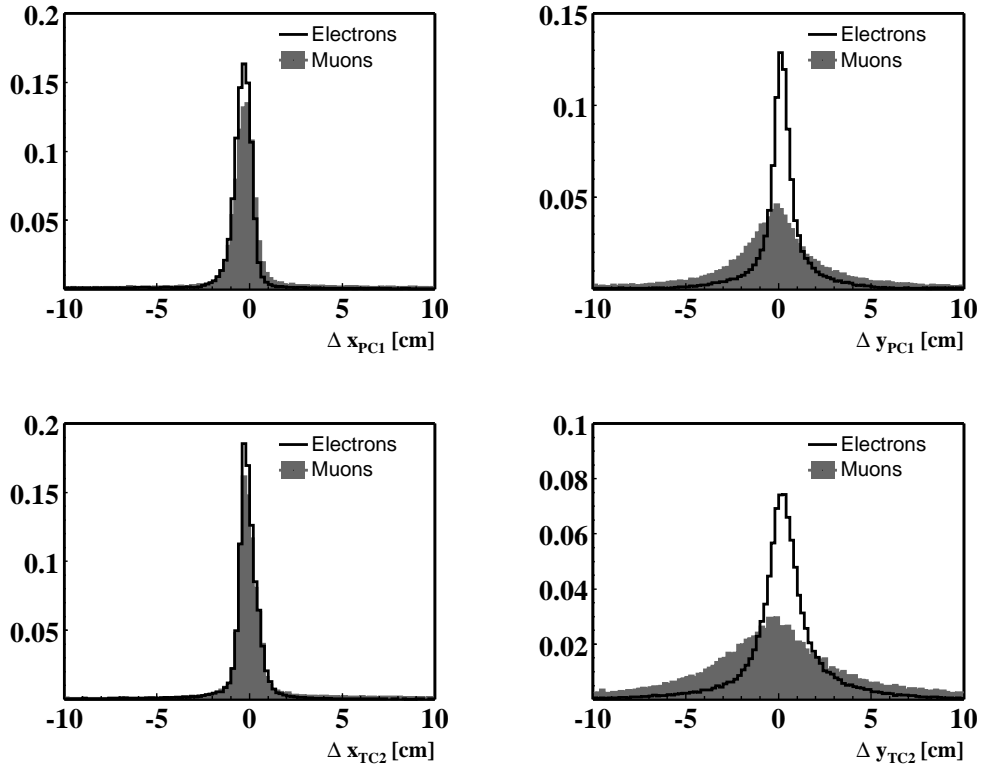 0.2
0.15
0.1
0.05
-10 -5 0 5 10
Δ x_PC1 [cm]
Electrons
Muons
0.15
0.1
0.05
-10 -5 0 5 10
Δ y_PC1 [cm]
Electrons
Muons
0.2
0.15
0.1
0.05
-10 -5 0 5 10
Δ x_TC2 [cm]
Electrons
Muons
0.1
0.08
0.06
0.04
0.02
-10 -5 0 5 10
Δ y_TC2 [cm]
Electrons
Muons